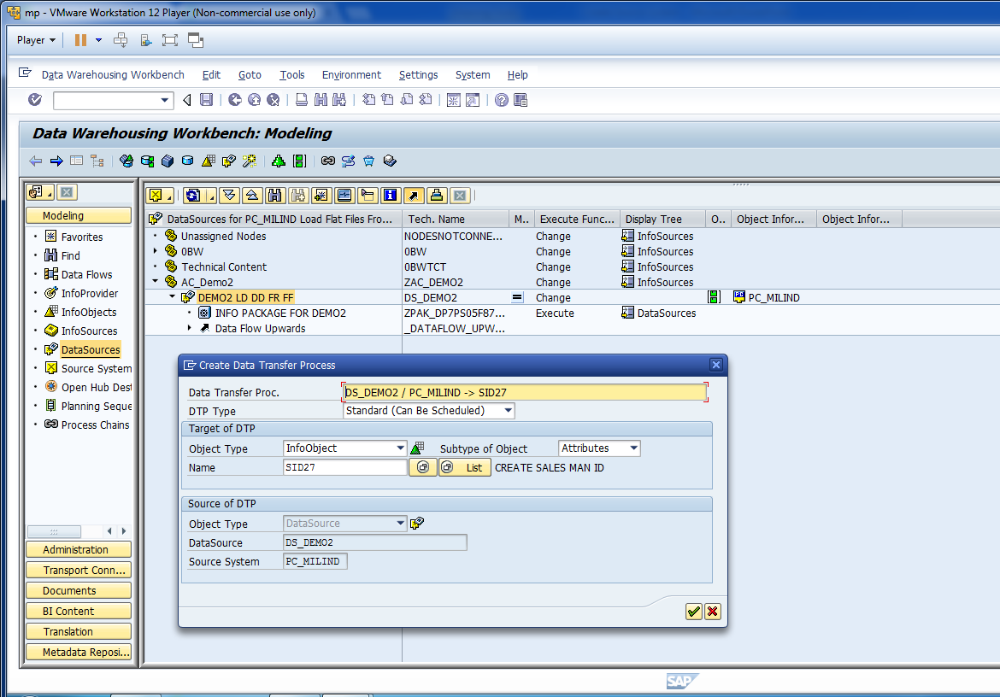 mp - VMware Workstation 12 Player (Non-commercial use only)
Player
Data Warehousing Workbench Edit Goto Tools Environment Settings System Help
Data Warehousing Workbench: Modeling
Modeling
Favorites
Find
Data Flows
InfoProvider
InfoObjects
InfoSources
DataSources
Source System
Open Hub Dest
Planning Seque
Process Chains
Administration
Transport Conn...
Documents
BI Content
Translation
Metadata Reposi...
DataSources for PC_MILIND Load Flat Files Fro... Tech. Name M.. Execute Func... Display Tree O.. Object Infor... Object Infor...
Unassigned Nodes NODESNOTCONNE... Change InfoSources
0BW 0BW Change InfoSources
Technical Content 0BWTCT Change InfoSources
AC_Demo2 ZAC_DEMO2 Change InfoSources
DEMO2 LD DD FR FF DS_DEMO2 Change PC_MILIND
INFO PACKAGE FOR DEMO2 ZPAK_DP7PS05F87... Execute DataSources
Data Flow Upwards _DATAFLOW_UPW...
Create Data Transfer Process
Data Transfer Proc. DS_DEMO2 / PC_MILIND -> SID27
DTP Type Standard (Can Be Scheduled)
Target of DTP
Object Type InfoObject Subtype of Object Attributes
Name SID27 List CREATE SALES MAN ID
Source of DTP
Object Type DataSource
DataSource DS_DEMO2
Source System PC_MILIND
SAP